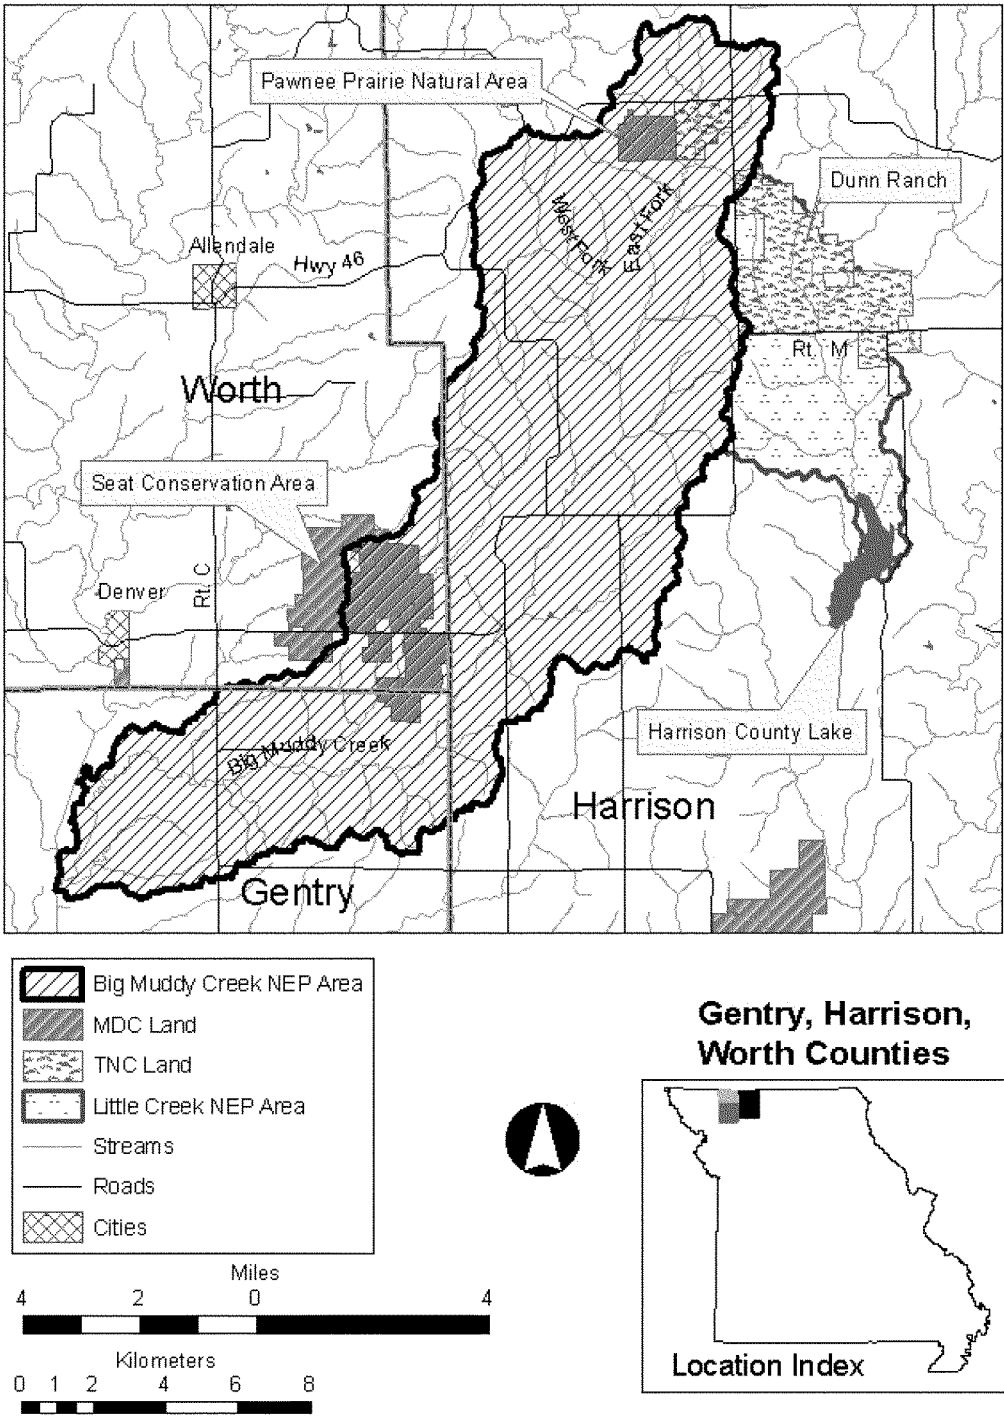 Pawnee Prairie Natural Area
Dunn Ranch
West Fork
East Fork
Allendale
Hwy 46
Rt. M
Worth
Seat Conservation Area
Denver
Rt. C
Harrison County Lake
Big Muddy Creek
Harrison
Gentry
Big Muddy Creek NEP Area
MDC Land
TNC Land
Little Creek NEP Area
Streams
Roads
Cities
Gentry, Harrison,
Worth Counties
Miles
4 2 0 4
Kilometers
0 1 2 4 6 8
Location Index